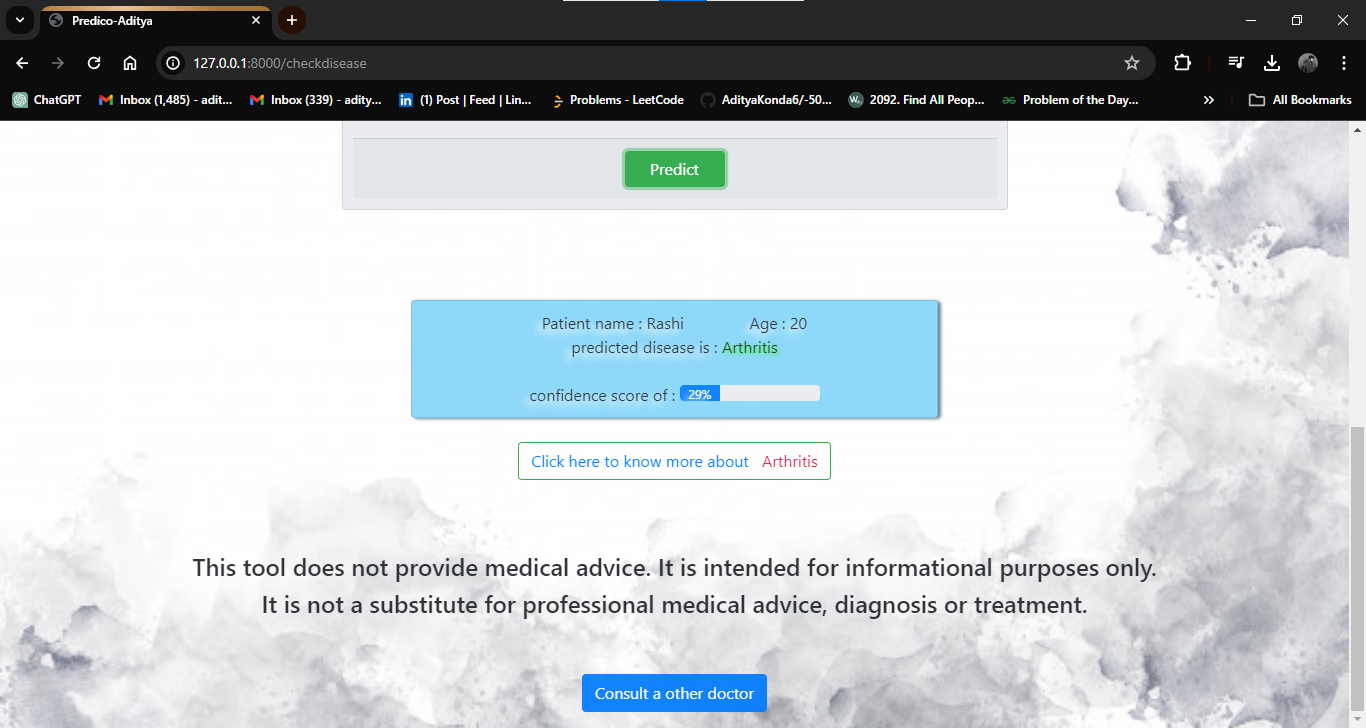 Predico-Aditya
127.0.0.1:8000/checkdisease
ChatGPT Inbox (1,485) - adit... Inbox (339) - adity... (1) Post | Feed | Lin... Problems - LeetCode AdityaKonda6/-50... 2092. Find All Peop... Problem of the Day... All Bookmarks
Predict
Patient name : Rashi Age : 20
predicted disease is : Arthritis
confidence score of : 29%
Click here to know more about Arthritis
This tool does not provide medical advice. It is intended for informational purposes only.
It is not a substitute for professional medical advice, diagnosis or treatment.
Consult a other doctor